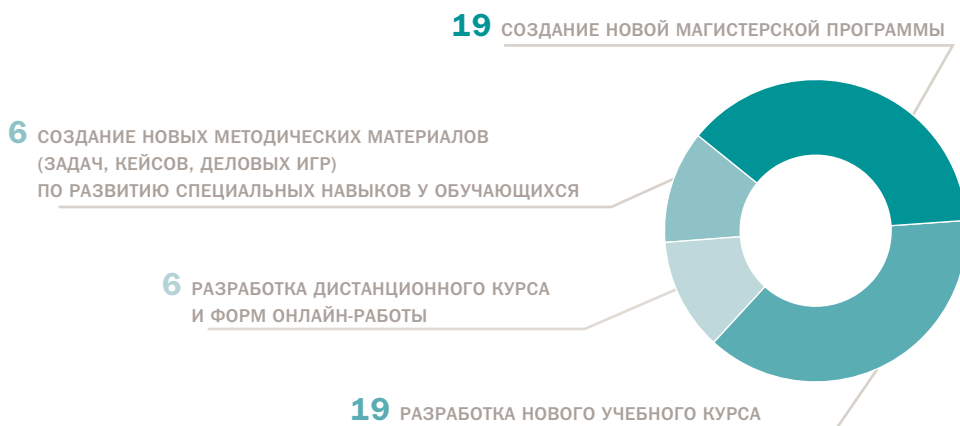 19 СОЗДАНИЕ НОВОЙ МАГИСТЕРСКОЙ ПРОГРАММЫ
6 СОЗДАНИЕ НОВЫХ МЕТОДИЧЕСКИХ МАТЕРИАЛОВ
(ЗАДАЧ, КЕЙСОВ, ДЕЛОВЫХ ИГР)
ПО РАЗВИТИЮ СПЕЦИАЛЬНЫХ НАВЫКОВ У ОБУЧАЮЩИХСЯ
6 РАЗРАБОТКА ДИСТАНЦИОННОГО КУРСА
И ФОРМ ОНЛАЙН-РАБОТЫ
19 РАЗРАБОТКА НОВОГО УЧЕБНОГО КУРСА